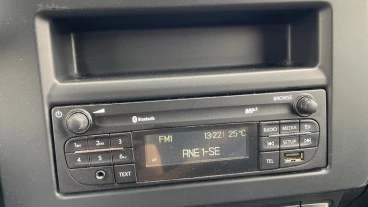 BROWSE
Bluetooth
MP3
FM1 13:22 25°C
RNE1-SE
1 2 3
4 5 6
TEXT
RADIO MEDIA
SETUP
TEL